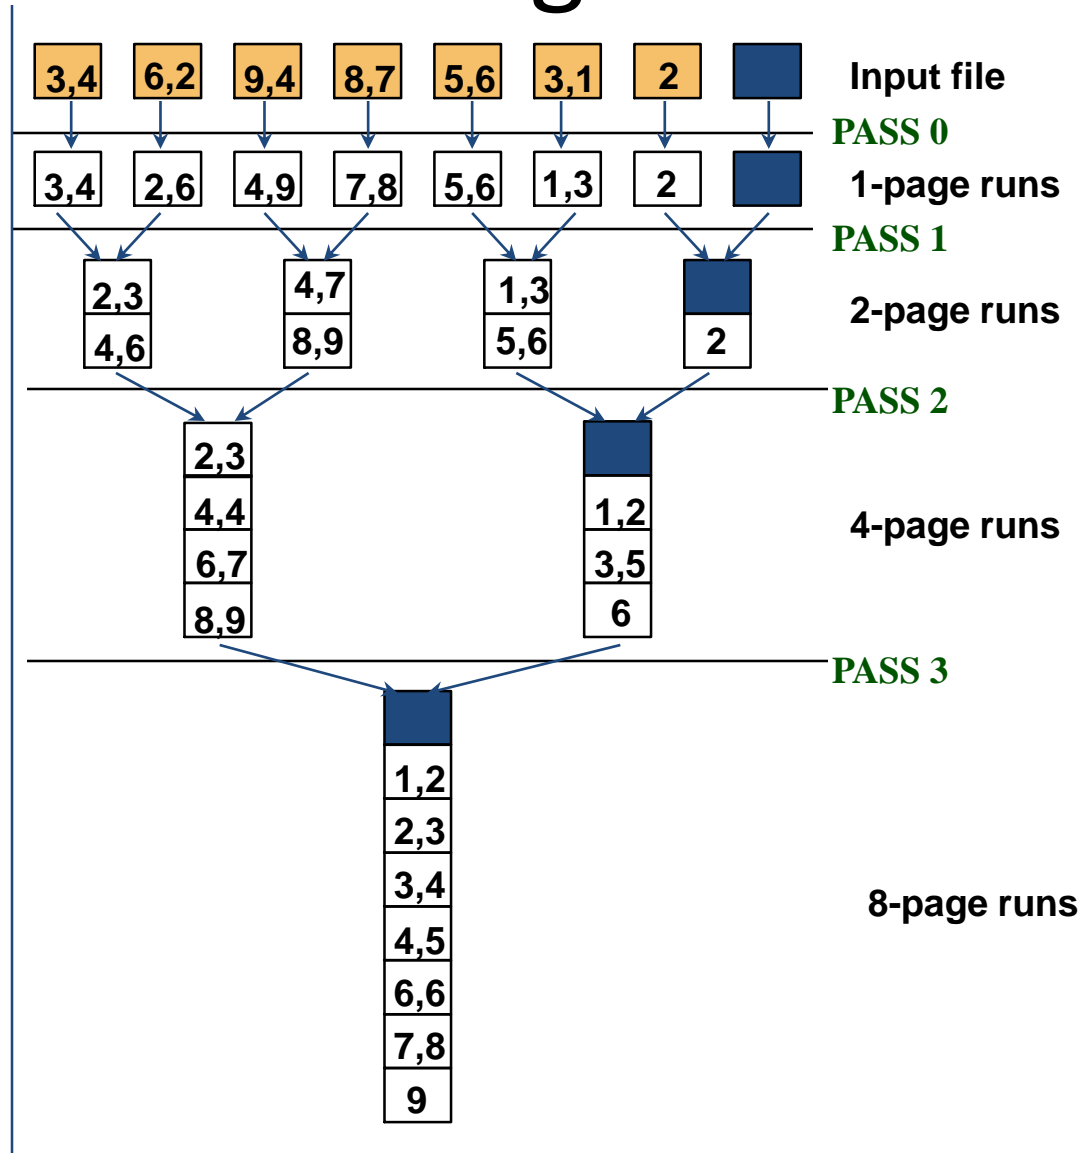 3,4 6,2 9,4 8,7 5,6 3,1 2 Input file
PASS 0
3,4 2,6 4,9 7,8 5,6 1,3 2 1-page runs
PASS 1
2,3 4,7 1,3
2-page runs
4,6 8,9 5,6 2
PASS 2
2,3
4,4 1,2
4-page runs
6,7 3,5
8,9 6
PASS 3
1,2
2,3
3,4
8-page runs
4,5
6,6
7,8
9